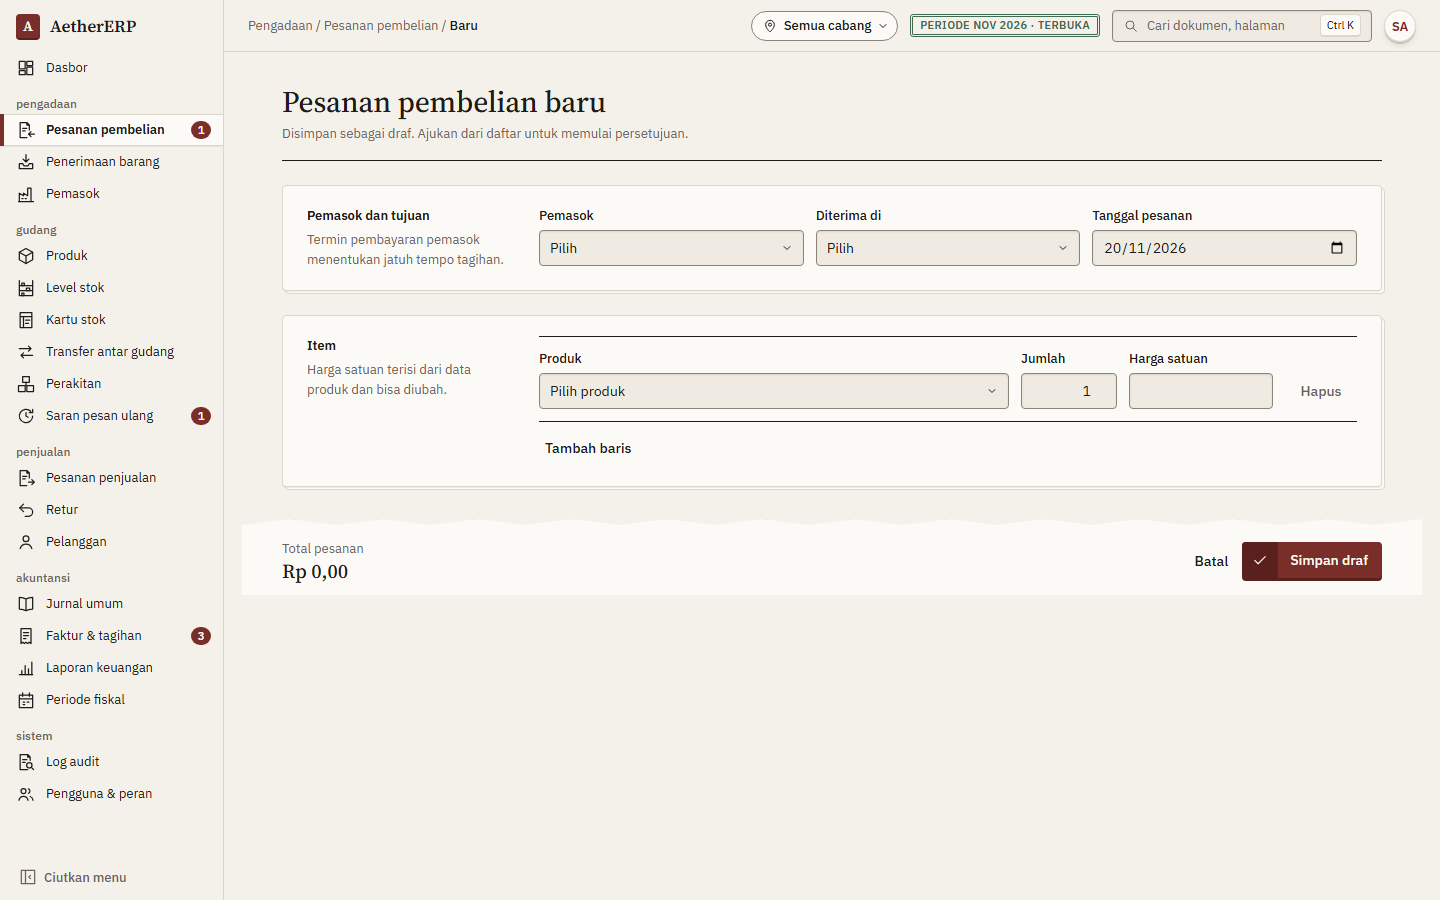 A AetherERP
Dasbor
pengadaan
Pesanan pembelian 1
Penerimaan barang
Pemasok
gudang
Produk
Level stok
Kartu stok
Transfer antar gudang
Perakitan
Saran pesan ulang 1
penjualan
Pesanan penjualan
Retur
Pelanggan
akuntansi
Jurnal umum
Faktur & tagihan 3
Laporan keuangan
Periode fiskal
sistem
Log audit
Pengguna & peran
Ciutkan menu
Pengadaan / Pesanan pembelian / Baru
Semua cabang
PERIODE NOV 2026 · TERBUKA
Cari dokumen, halaman Ctrl K
SA
Pesanan pembelian baru
Disimpan sebagai draf. Ajukan dari daftar untuk memulai persetujuan.
Pemasok dan tujuan
Termin pembayaran pemasok
menentukan jatuh tempo tagihan.
Pemasok Diterima di Tanggal pesanan
Pilih Pilih 20/11/2026
Item
Harga satuan terisi dari data
produk dan bisa diubah.
Produk Jumlah Harga satuan
Pilih produk 1 Hapus
Tambah baris
Total pesanan
Rp 0,00
Batal Simpan draf